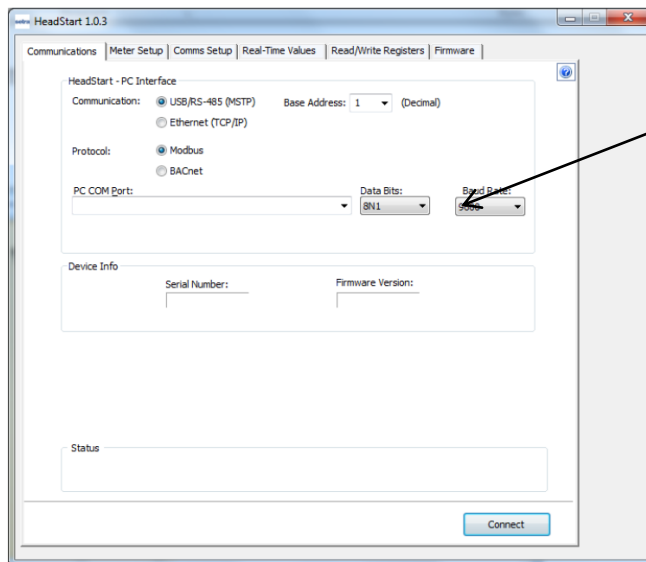 setra HeadStart 1.0.3
Communications Meter Setup Comms Setup Real-Time Values Read/Write Registers Firmware
HeadStart - PC Interface
Communication: USB/RS-485 (MSTP) Base Address: 1 (Decimal)
Ethernet (TCP/IP)
Protocol: Modbus
BACnet
PC COM Port: Data Bits: Baud Rate:
8N1 9600
Device Info
Serial Number: Firmware Version:
Status
Connect